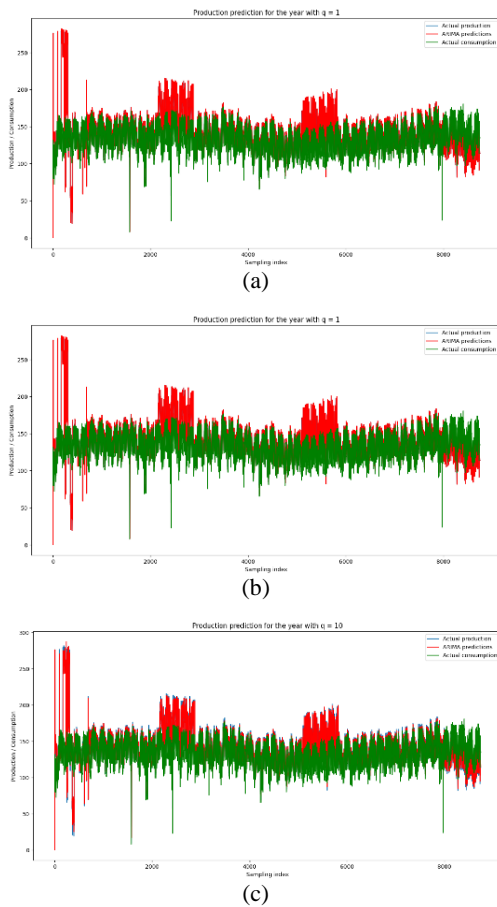 Production prediction for the year with q = 1
Actual production
ARIMA predictions
Actual consumption
Production / Consumption
250
200
150
100
50
0
0 2000 4000 6000 8000
Sampling index
(a)
Production prediction for the year with q = 1
Actual production
ARIMA predictions
Actual consumption
Production / Consumption
250
200
150
100
50
0
0 2000 4000 6000 8000
Sampling index
(b)
Production prediction for the year with q = 10
Actual production
ARIMA predictions
Actual consumption
Production / Consumption
300
250
200
150
100
50
0
0 2000 4000 6000 8000
Sampling index
(c)